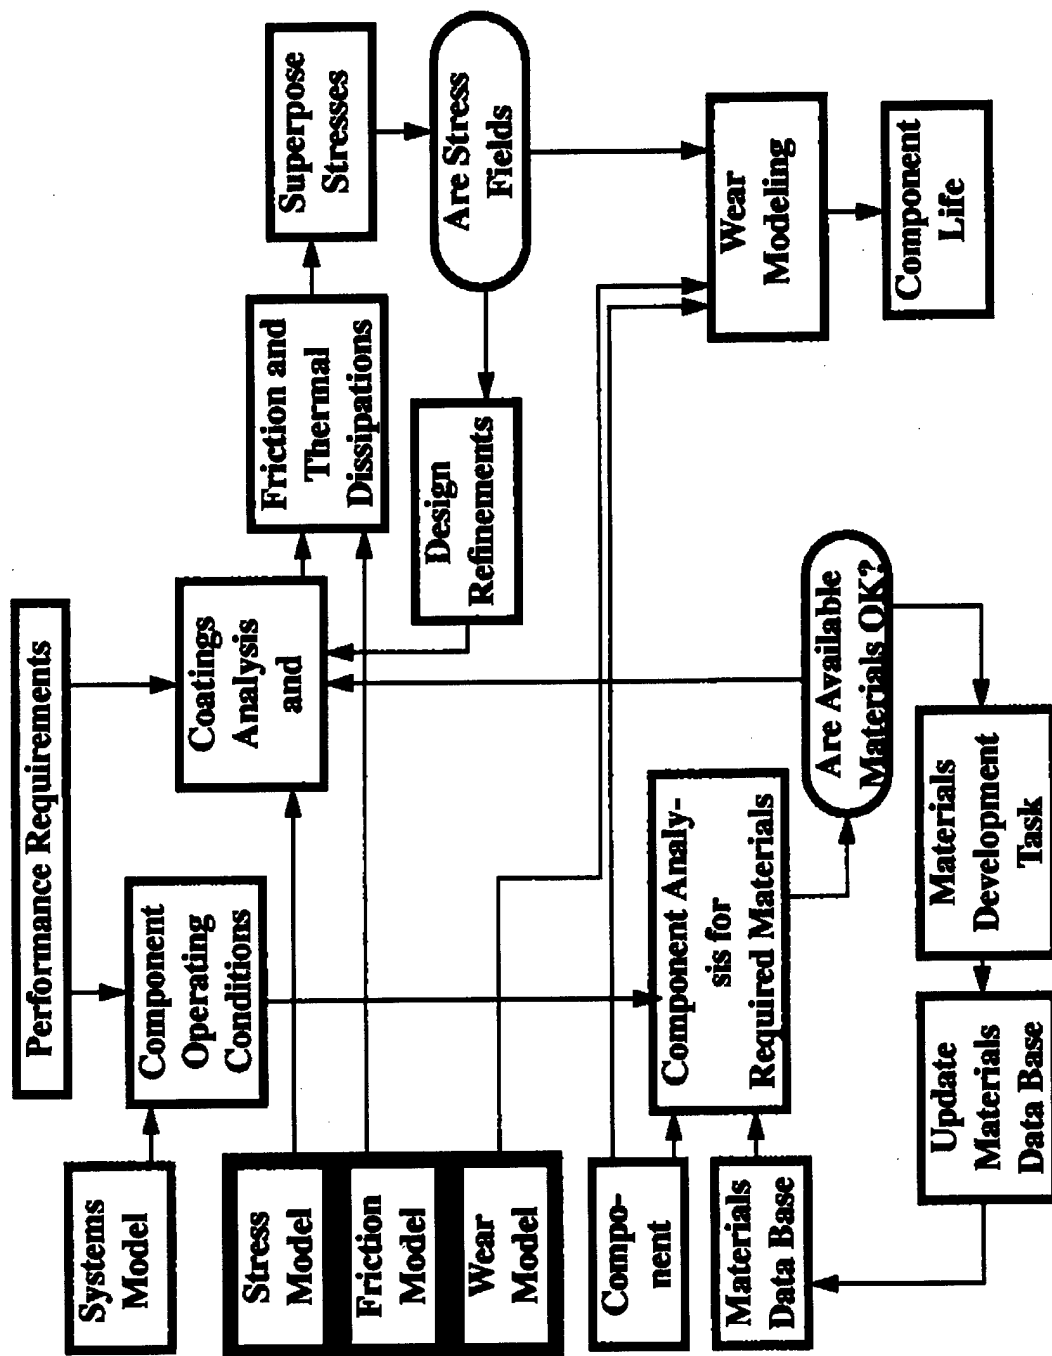 Performance Requirements
Systems
Model
Component
Operating
Conditions
Coatings
Analysis
and
Friction and
Thermal
Dissipations
Superpose
Stresses
Are Stress
Fields
Stress
Model
Friction
Model
Wear
Model
Design
Refinements
Compo-
nent
Component Analy-
sis for
Required Materials
Wear
Modeling
Materials
Data Base
Are Available
Materials OK?
Component
Life
Update
Materials
Data Base
Materials
Development
Task